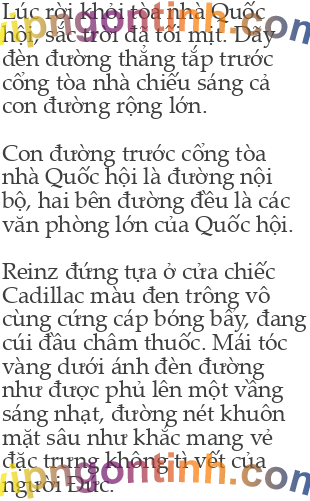 Lúc rời khỏi tòa nhà Quốc
hội, sắc trời đã tối mịt. Dãy
đèn đường thẳng tắp trước
cổng tòa nhà chiếu sáng cả
con đường rộng lớn.
Con đường trước cổng tòa
nhà Quốc hội là đường nội
bộ, hai bên đường đều là các
văn phòng lớn của Quốc hội.
Reinz đứng tựa ở cửa chiếc
Cadillac màu đen trông vô
cùng cứng cáp bóng bẩy, đang
cúi đầu châm thuốc. Mái tóc
vàng dưới ánh đèn đường
như được phủ lên một vầng
sáng nhạt, đường nét khuôn
mặt sâu như khắc mang vẻ
đặc trưng không tì vết của
người Đức.
vipngontinh.com
vipngontinh.com